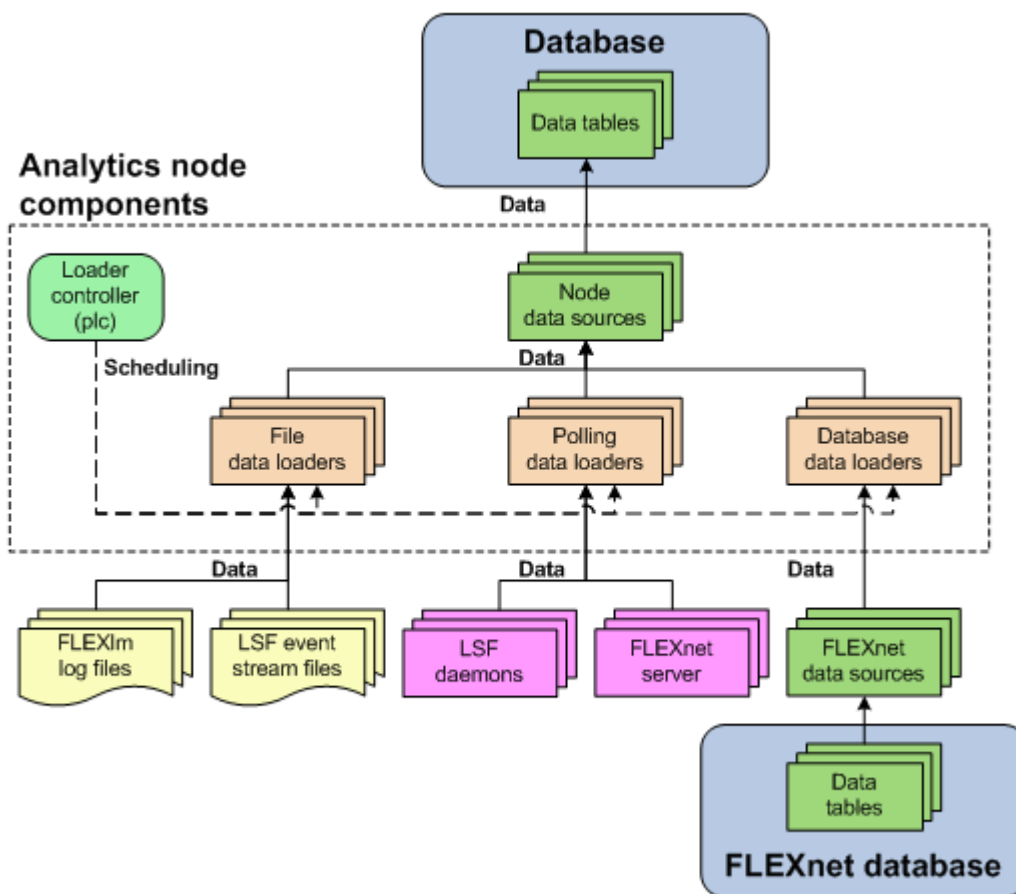 Database
Data tables
Analytics node
components
Data
Loader
controller
(plc)
Node
data sources
Scheduling
Data
File
data loaders
Polling
data loaders
Database
data loaders
Data
Data
Data
FLEXlm
log files
LSF event
stream files
LSF
daemons
FLEXnet
server
FLEXnet
data sources
Data
tables
FLEXnet database